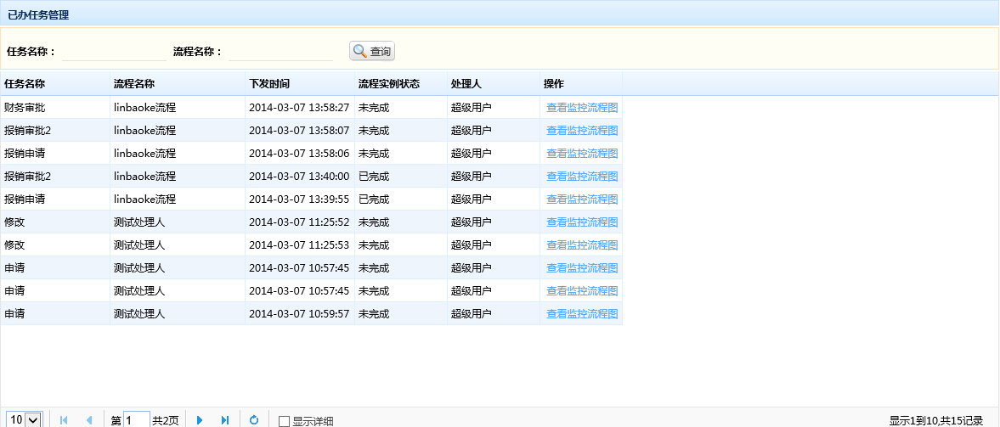 已办任务管理
任务名称： 流程名称： 查询
任务名称 流程名称 下发时间 流程实例状态 处理人 操作
财务审批 linbaoke流程 2014-03-07 13:58:27 未完成 超级用户 查看监控流程图
报销审批2 linbaoke流程 2014-03-07 13:58:07 未完成 超级用户 查看监控流程图
报销申请 linbaoke流程 2014-03-07 13:58:06 未完成 超级用户 查看监控流程图
报销审批2 linbaoke流程 2014-03-07 13:40:00 已完成 超级用户 查看监控流程图
报销申请 linbaoke流程 2014-03-07 13:39:55 已完成 超级用户 查看监控流程图
修改 测试处理人 2014-03-07 11:25:52 未完成 超级用户 查看监控流程图
修改 测试处理人 2014-03-07 11:25:53 未完成 超级用户 查看监控流程图
申请 测试处理人 2014-03-07 10:57:45 未完成 超级用户 查看监控流程图
申请 测试处理人 2014-03-07 10:57:45 未完成 超级用户 查看监控流程图
申请 测试处理人 2014-03-07 10:59:57 未完成 超级用户 查看监控流程图
10 第 1 共2页 显示详细 显示1到10,共15记录